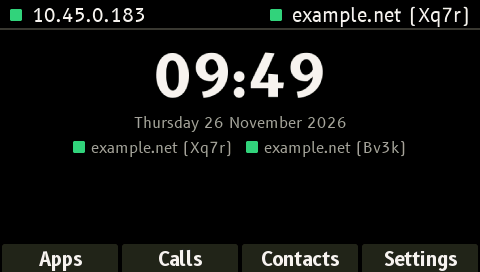 10.45.0.183 example.net (Xq7r)
09:49
Thursday 26 November 2026
example.net (Xq7r) example.net (Bv3k)
Apps Calls Contacts Settings